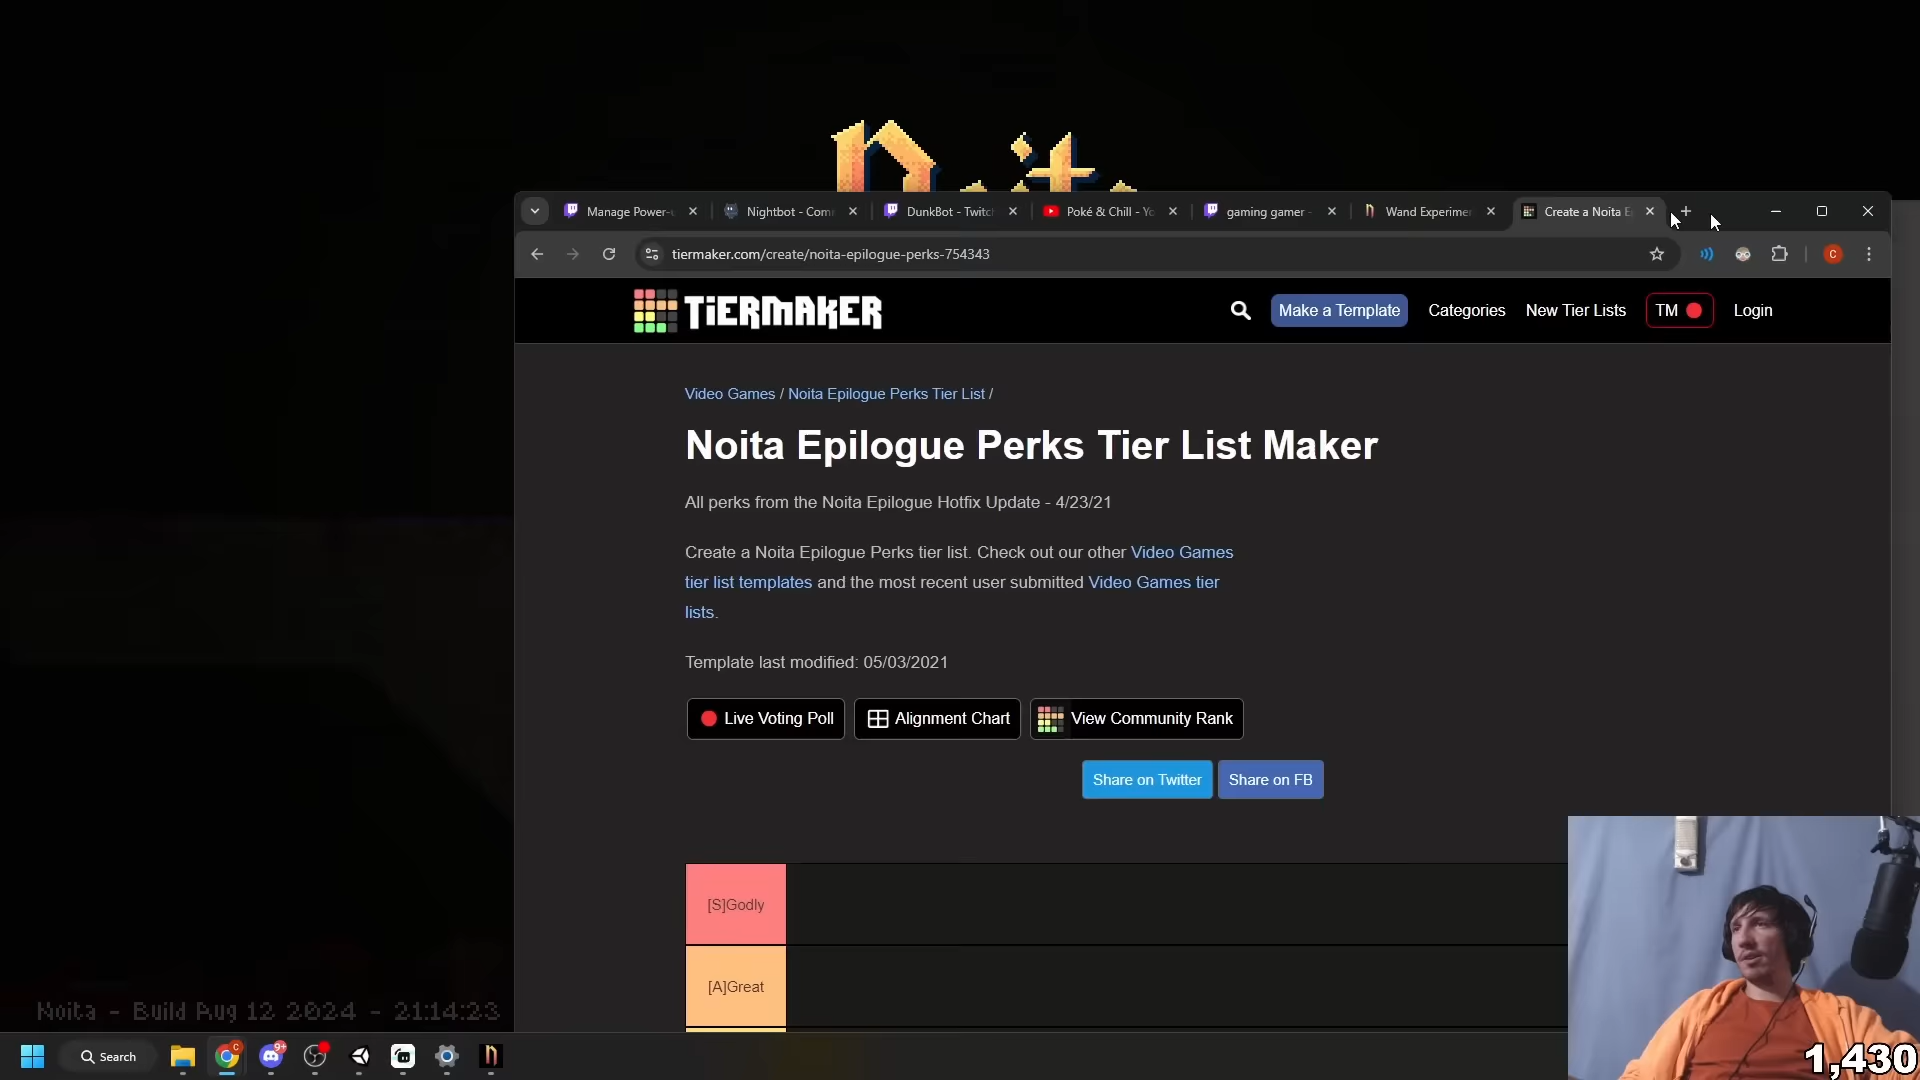 Noita
Manage Power-u
Nightbot - Com
DunkBot - Twitc
Poké & Chill - Yo
gaming gamer -
Wand Experime
Create a Noita E
tiermaker.com/create/noita-epilogue-perks-754343
C
TiERMAKER
Make a Template
Categories
New Tier Lists
TM
Login
Video Games / Noita Epilogue Perks Tier List /
Noita Epilogue Perks Tier List Maker
All perks from the Noita Epilogue Hotfix Update - 4/23/21
Create a Noita Epilogue Perks tier list. Check out our other Video Games
tier list templates and the most recent user submitted Video Games tier
lists.
Template last modified: 05/03/2021
Live Voting Poll
Alignment Chart
View Community Rank
Share on Twitter
Share on FB
[S]Godly
[A]Great
Noita - Build Aug 12 2024 - 21:14:23
Search
C
9+
1,430